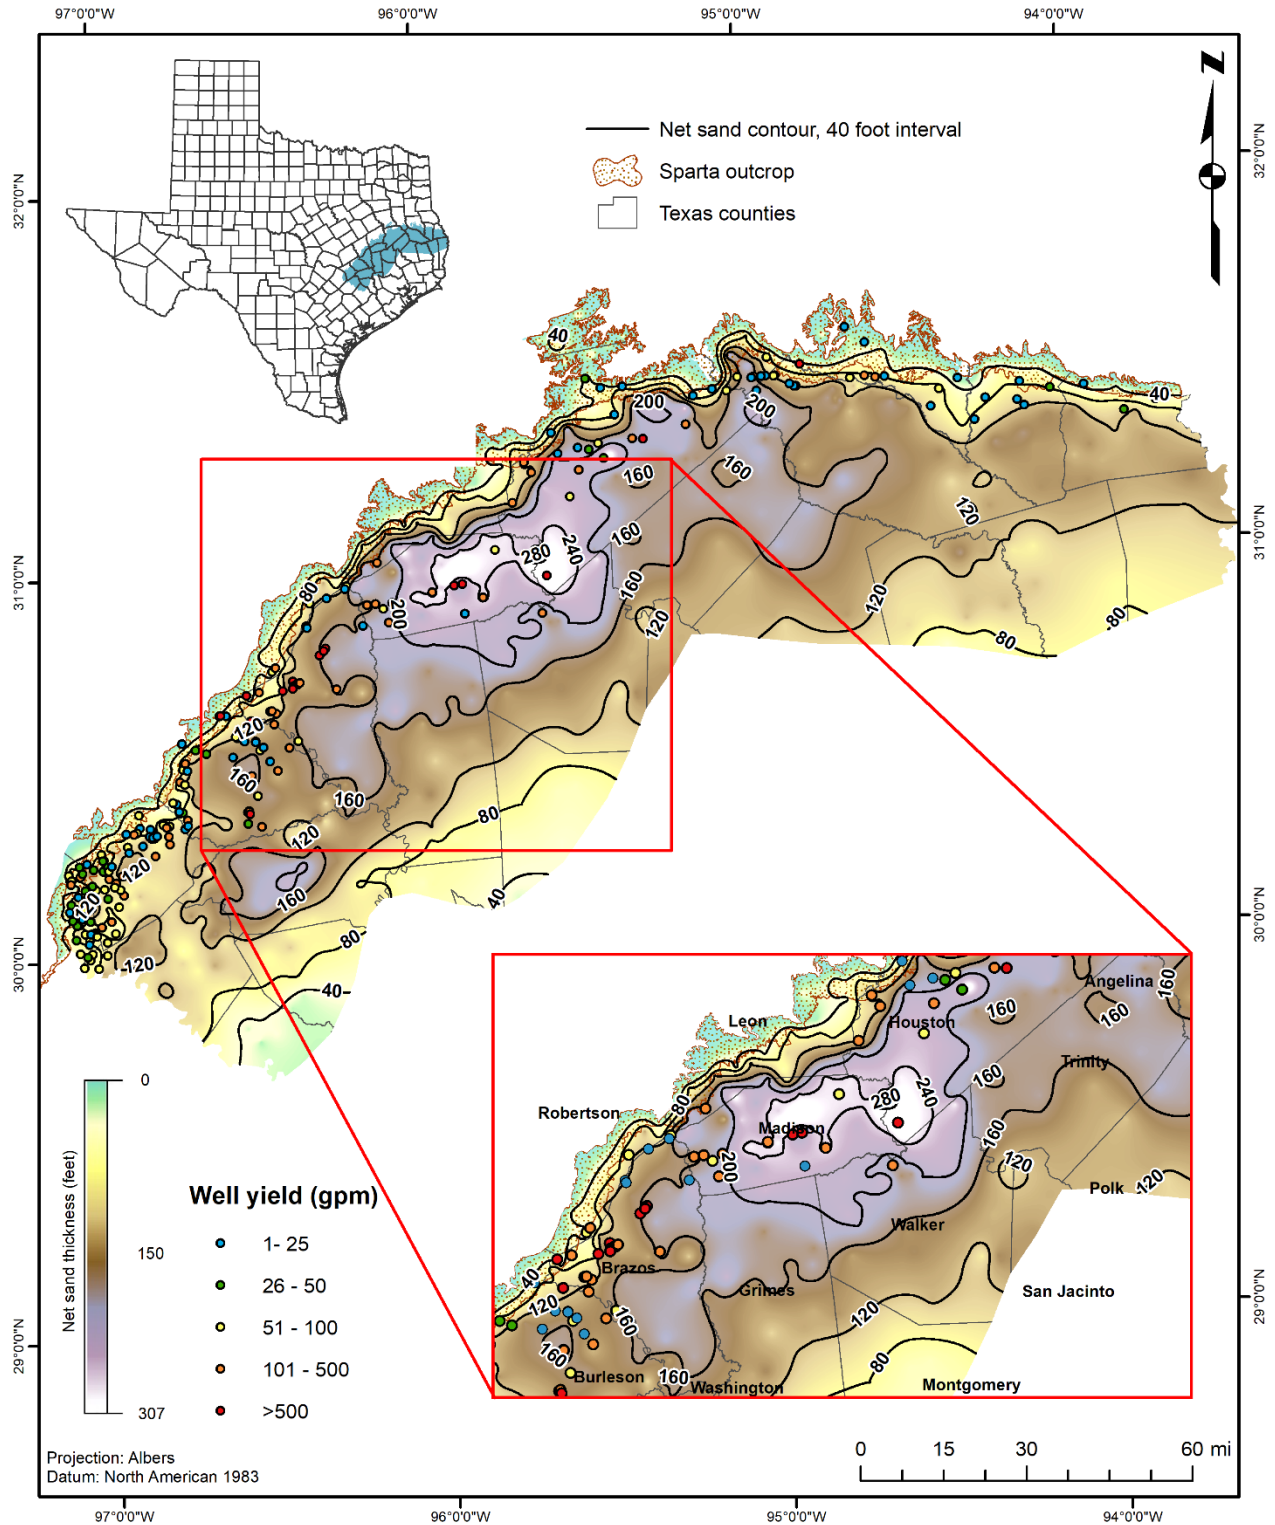 97°0'0"W 96°0'0"W 95°0'0"W 94°0'0"W
32°0'0"N
32°0'0"N
31°0'0"N
31°0'0"N
30°0'0"N
30°0'0"N
29°0'0"N
29°0'0"N
N
Net sand contour, 40 foot interval
Sparta outcrop
Texas counties
40
200
200
40
160
160
120
160
280
240
80
160
120
200
120
80
80
120
160
160
80
120
120
120
160
40
80
120
40
Angelina
160
160
160
Leon
Houston
Trinity
160
Robertson
80
280
240
Madison
160
200
120
Polk
120
Walker
Brazos
40
Grimes
San Jacinto
120
160
120
160
80
Burleson
160
Washington
Montgomery
Net sand thickness (feet)
0
150
307
Well yield (gpm)
1- 25
26 - 50
51 - 100
101 - 500
>500
Projection: Albers
Datum: North American 1983
0 15 30 60 mi
97°0'0"W 96°0'0"W 95°0'0"W 94°0'0"W